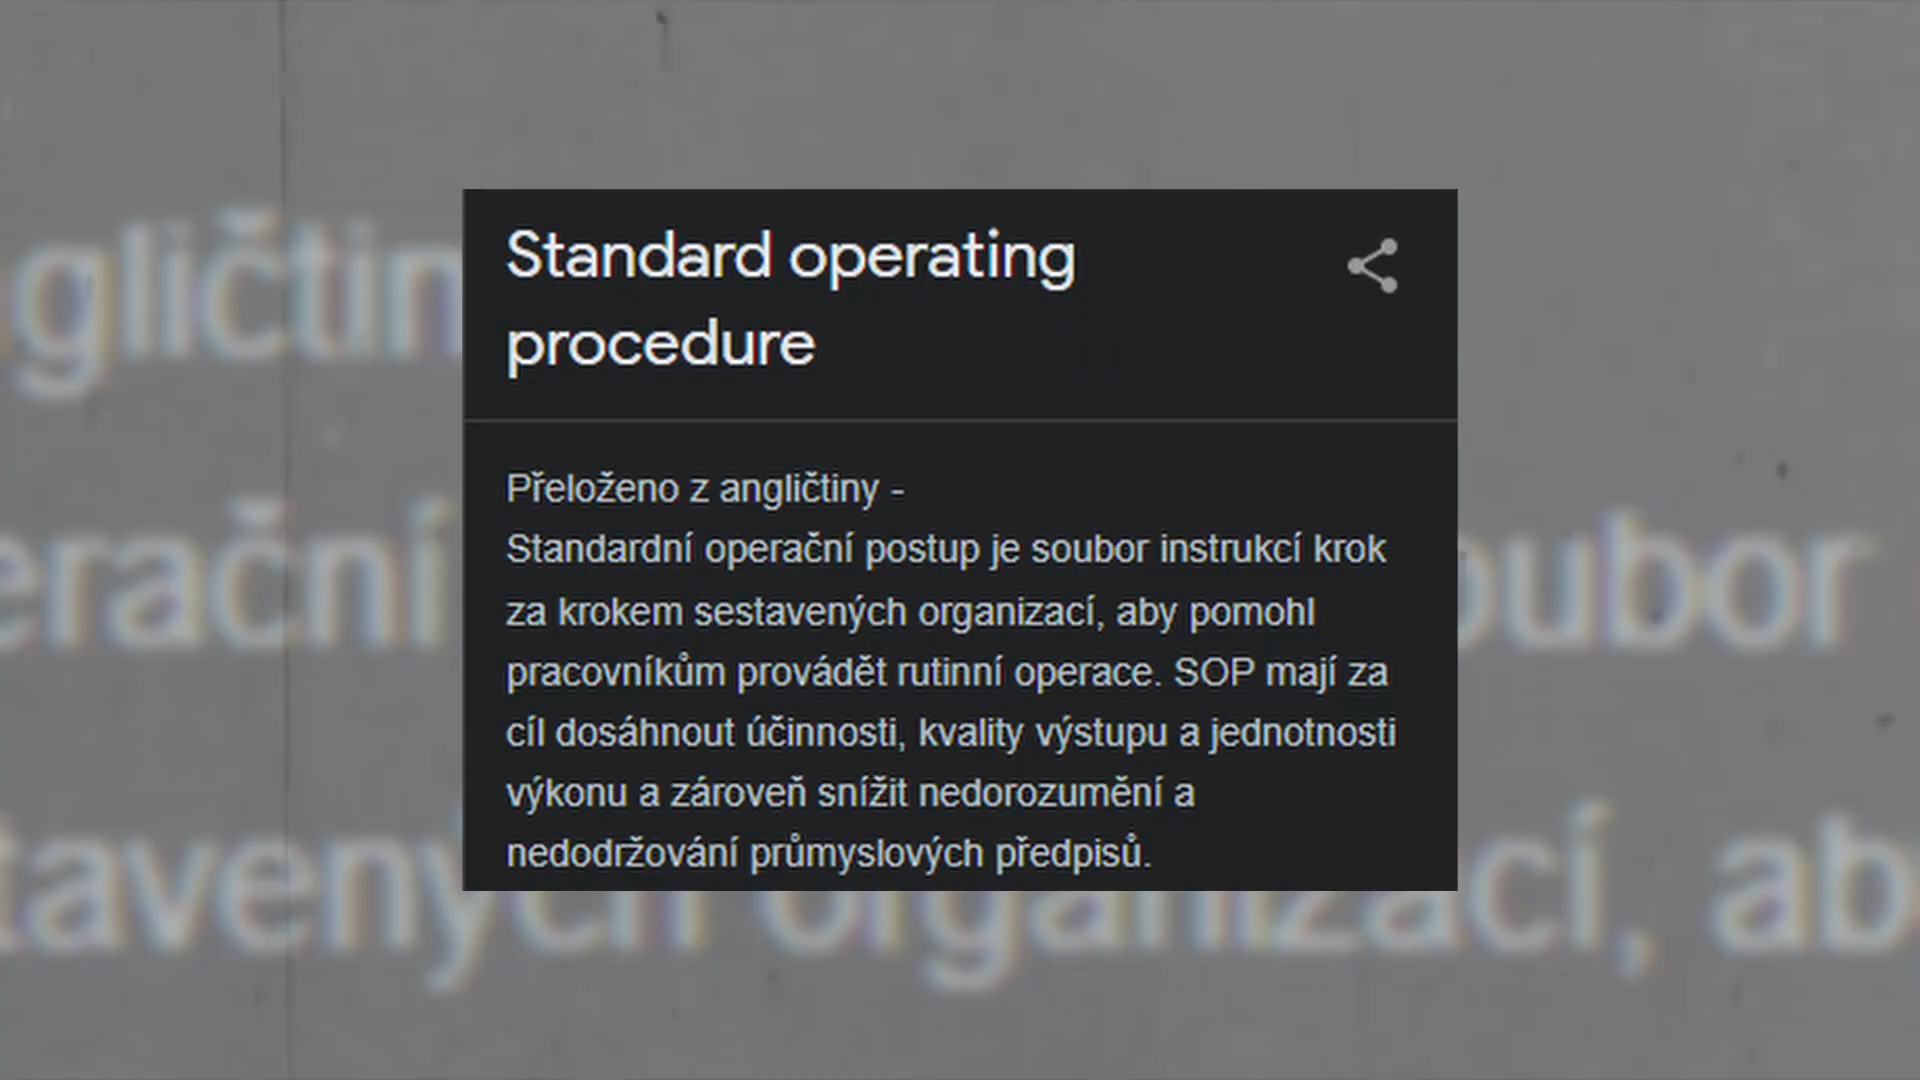 Standard operating
procedure
Přeloženo z angličtiny -
Standardní operační postup je soubor instrukcí krok
za krokem sestavených organizací, aby pomohl
pracovníkům provádět rutinní operace. SOP mají za
cíl dosáhnout účinnosti, kvality výstupu a jednotnosti
výkonu a zároveň snížit nedorozumění a
nedodržování průmyslových předpisů.